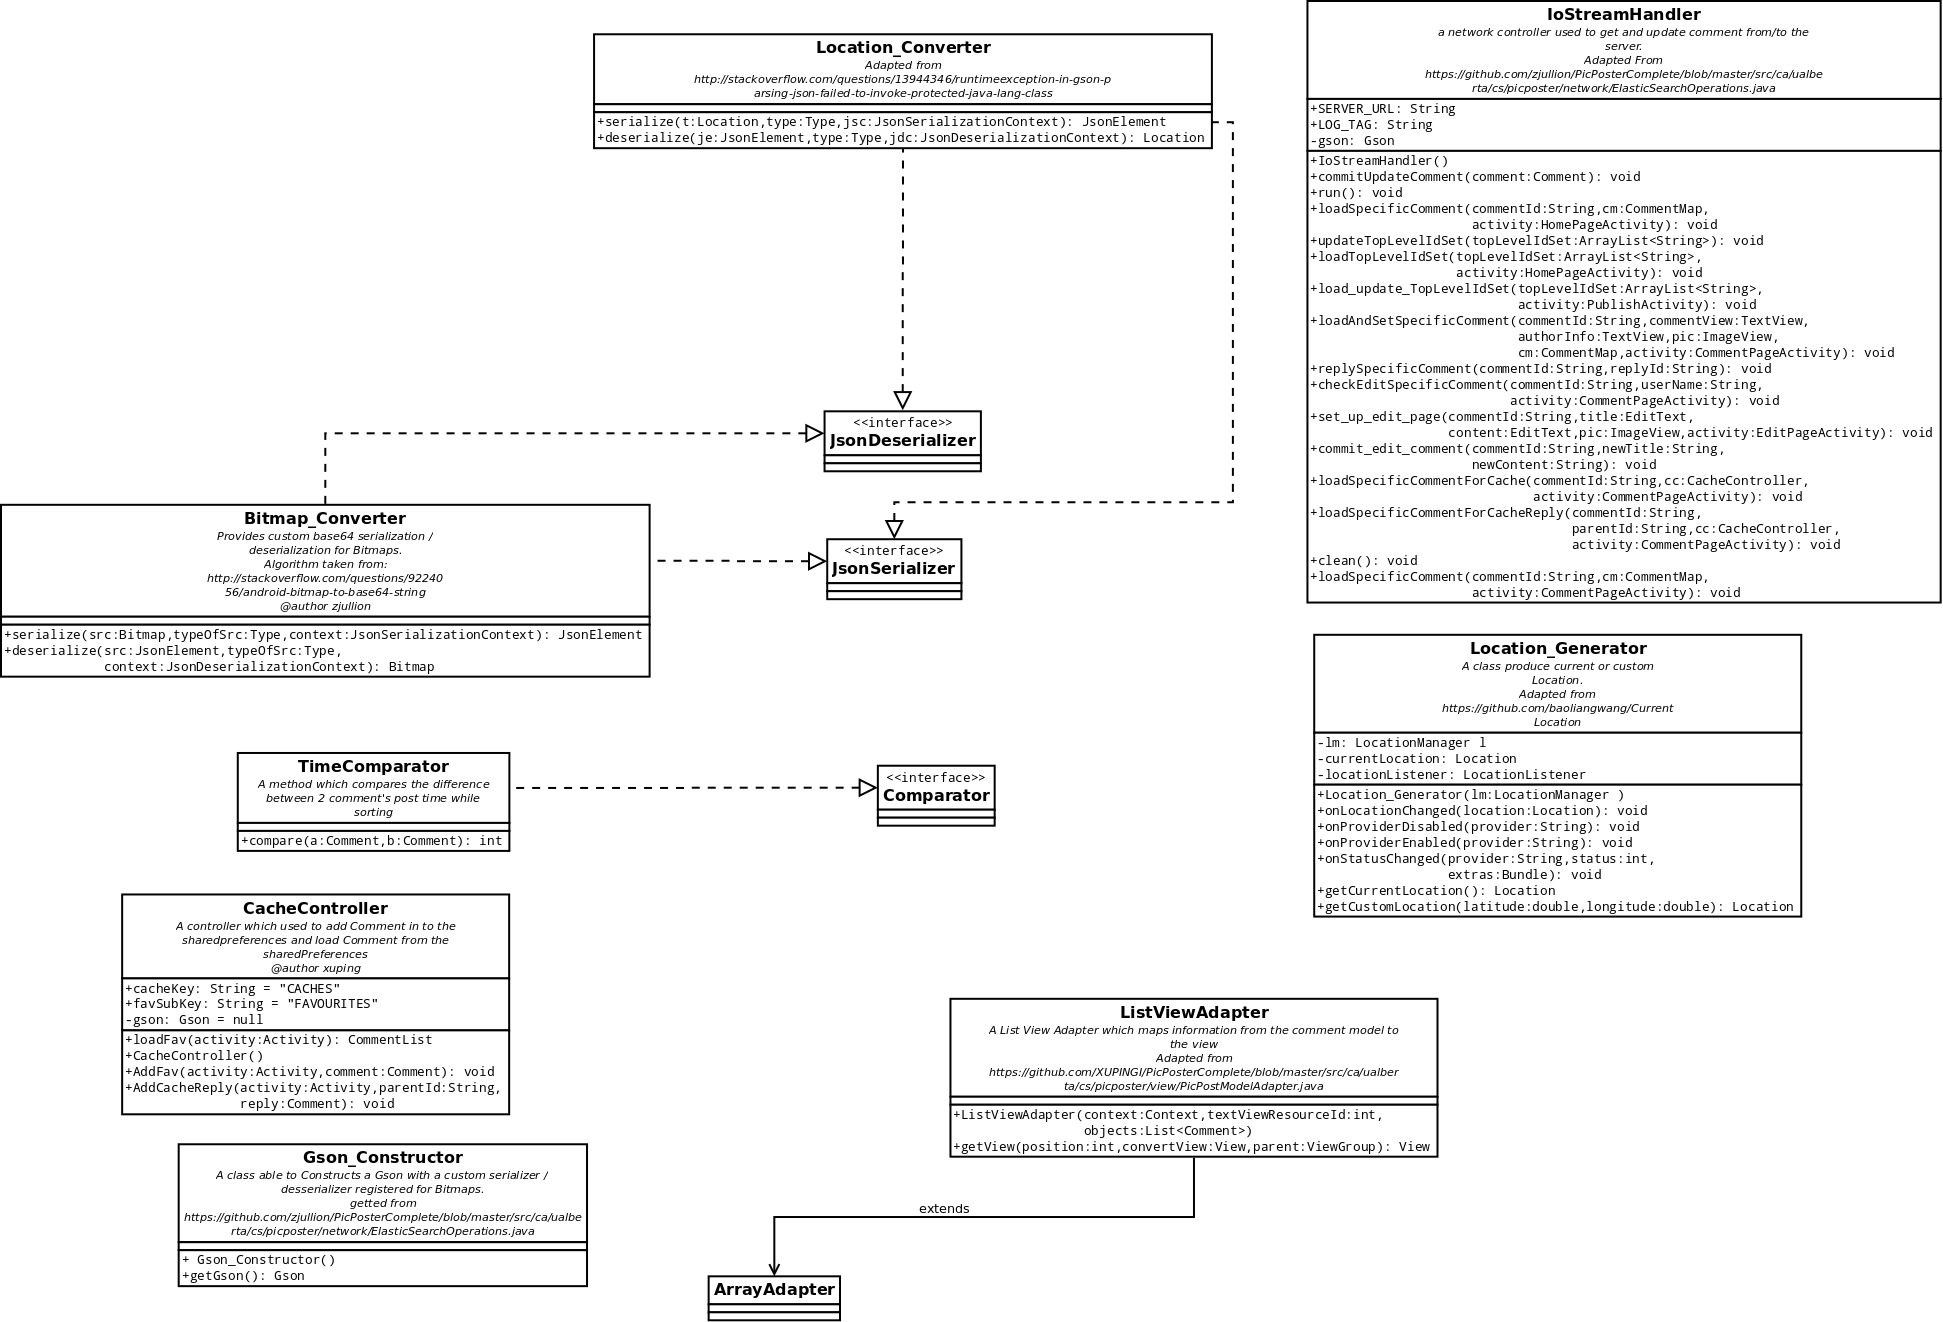 Location_Converter
Adapted from
http://stackoverflow.com/questions/13944346/runtimeexception-in-gson-p
arsing-json-failed-to-invoke-protected-java-lang-class
+serialize(t:Location,type:Type,jsc:JsonSerializationContext): JsonElement
+deserialize(je:JsonElement,type:Type,jdc:JsonDeserializationContext): Location
IoStreamHandler
a network controller used to get and update comment from/to the
server.
Adapted From
https://github.com/zjullion/PicPosterComplete/blob/master/src/ca/ualbe
rta/cs/picposter/network/ElasticSearchOperations.java
+SERVER_URL: String
+LOG_TAG: String
-gson: Gson
+IoStreamHandler()
+commitUpdateComment(comment:Comment): void
+run(): void
+loadSpecificComment(commentId:String,cm:CommentMap,
activity:HomePageActivity): void
+updateTopLevelIdSet(topLevelIdSet:ArrayList<String>): void
+loadTopLevelIdSet(topLevelIdSet:ArrayList<String>,
activity:HomePageActivity): void
+load_update_TopLevelIdSet(topLevelIdSet:ArrayList<String>,
activity:PublishActivity): void
+loadAndSetSpecificComment(commentId:String,commentView:TextView,
authorInfo:TextView,pic:ImageView,
cm:CommentMap,activity:CommentPageActivity): void
+replySpecificComment(commentId:String,replyId:String): void
+checkEditSpecificComment(commentId:String,userName:String,
activity:CommentPageActivity): void
+set_up_edit_page(commentId:String,title:EditText,
content:EditText,pic:ImageView,activity:EditPageActivity): void
+commit_edit_comment(commentId:String,newTitle:String,
newContent:String): void
+loadSpecificCommentForCache(commentId:String,cc:CacheController,
activity:CommentPageActivity): void
+loadSpecificCommentForCacheReply(commentId:String,
parentId:String,cc:CacheController,
activity:CommentPageActivity): void
+clean(): void
+loadSpecificComment(commentId:String,cm:CommentMap,
activity:CommentPageActivity): void
<<interface>>
JsonDeserializer
Bitmap_Converter
Provides custom base64 serialization /
deserialization for Bitmaps.
Algorithm taken from:
http://stackoverflow.com/questions/92240
56/android-bitmap-to-base64-string
@author zjullion
+serialize(src:Bitmap,typeOfSrc:Type,context:JsonSerializationContext): JsonElement
+deserialize(src:JsonElement,typeOfSrc:Type,
context:JsonDeserializationContext): Bitmap
<<interface>>
JsonSerializer
Location_Generator
A class produce current or custom
Location.
Adapted from
https://github.com/baoliangwang/Current
Location
-lm: LocationManager l
-currentLocation: Location
-locationListener: LocationListener
+Location_Generator(lm:LocationManager )
+onLocationChanged(location:Location): void
+onProviderDisabled(provider:String): void
+onProviderEnabled(provider:String): void
+onStatusChanged(provider:String,status:int,
extras:Bundle): void
+getCurrentLocation(): Location
+getCustomLocation(latitude:double,longitude:double): Location
TimeComparator
A method which compares the difference
between 2 comment's post time while
sorting
+compare(a:Comment,b:Comment): int
<<interface>>
Comparator
CacheController
A controller which used to add Comment in to the
sharedpreferences and load Comment from the
sharedPreferences
@author xuping
+cacheKey: String = "CACHES"
+favSubKey: String = "FAVOURITES"
-gson: Gson = null
+loadFav(activity:Activity): CommentList
+CacheController()
+AddFav(activity:Activity,comment:Comment): void
+AddCacheReply(activity:Activity,parentId:String,
reply:Comment): void
ListViewAdapter
A List View Adapter which maps information from the comment model to
the view
Adapted from
https://github.com/XUPINGI/PicPosterComplete/blob/master/src/ca/ualber
ta/cs/picposter/view/PicPostModelAdapter.java
+ListViewAdapter(context:Context,textViewResourceId:int,
objects:List<Comment>)
+getView(position:int,convertView:View,parent:ViewGroup): View
Gson_Constructor
A class able to Constructs a Gson with a custom serializer /
desserializer registered for Bitmaps.
getted from
https://github.com/zjullion/PicPosterComplete/blob/master/src/ca/ualbe
rta/cs/picposter/network/ElasticSearchOperations.java
+ Gson_Constructor()
+getGson(): Gson
extends
ArrayAdapter